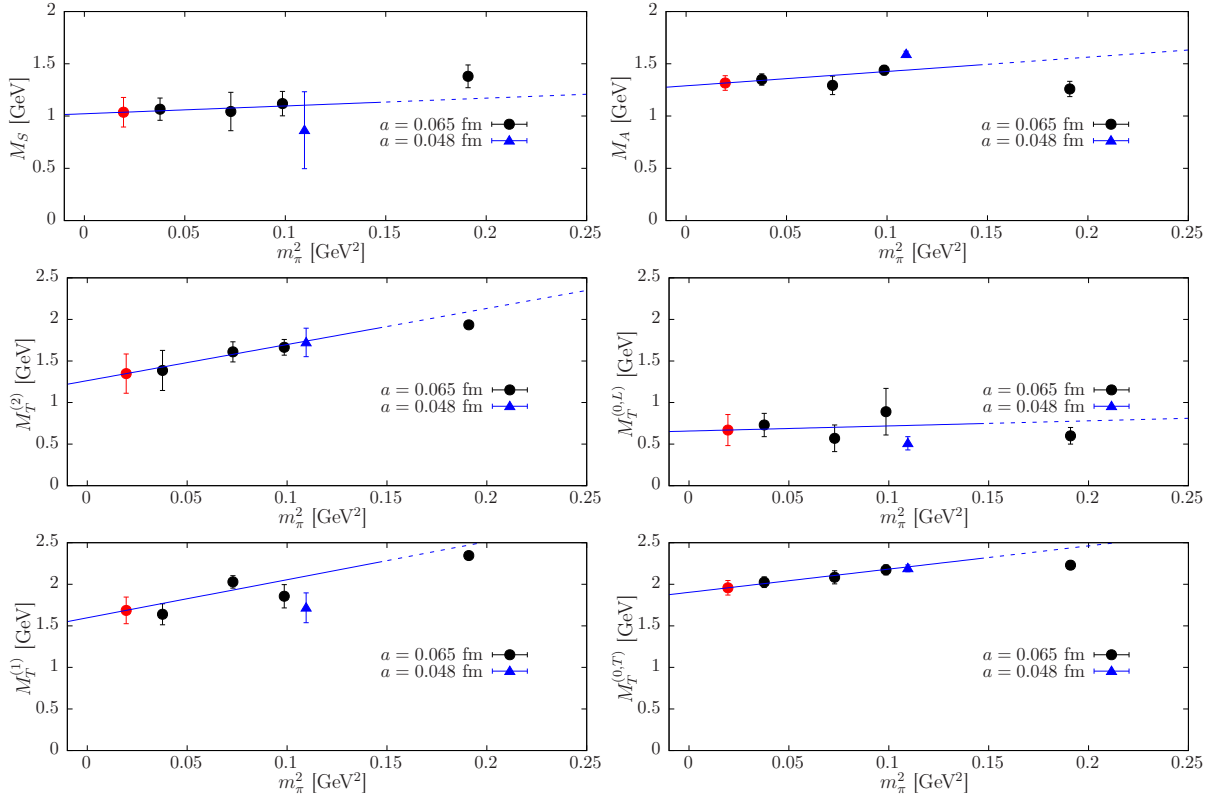 2
1.5
1
0.5
0
M_S [GeV]
a = 0.065 fm
a = 0.048 fm
0 0.05 0.1 0.15 0.2 0.25
m_π^2 [GeV^2]
2
1.5
1
0.5
0
M_A [GeV]
a = 0.065 fm
a = 0.048 fm
0 0.05 0.1 0.15 0.2 0.25
m_π^2 [GeV^2]
2.5
2
1.5
1
0.5
0
M_T^(2) [GeV]
a = 0.065 fm
a = 0.048 fm
0 0.05 0.1 0.15 0.2 0.25
m_π^2 [GeV^2]
2.5
2
1.5
1
0.5
0
M_T^(0,L) [GeV]
a = 0.065 fm
a = 0.048 fm
0 0.05 0.1 0.15 0.2 0.25
m_π^2 [GeV^2]
2.5
2
1.5
1
0.5
0
M_T^(1) [GeV]
a = 0.065 fm
a = 0.048 fm
0 0.05 0.1 0.15 0.2 0.25
m_π^2 [GeV^2]
2.5
2
1.5
1
0.5
0
M_T^(0,T) [GeV]
a = 0.065 fm
a = 0.048 fm
0 0.05 0.1 0.15 0.2 0.25
m_π^2 [GeV^2]